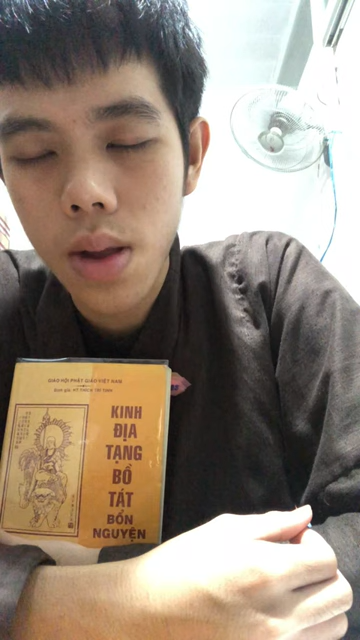 GIÁO HỘI PHẬT GIÁO VIỆT NAM
KINH
ĐỊA
TẠNG
BỒ
TÁT
BỔN
NGUYỆN